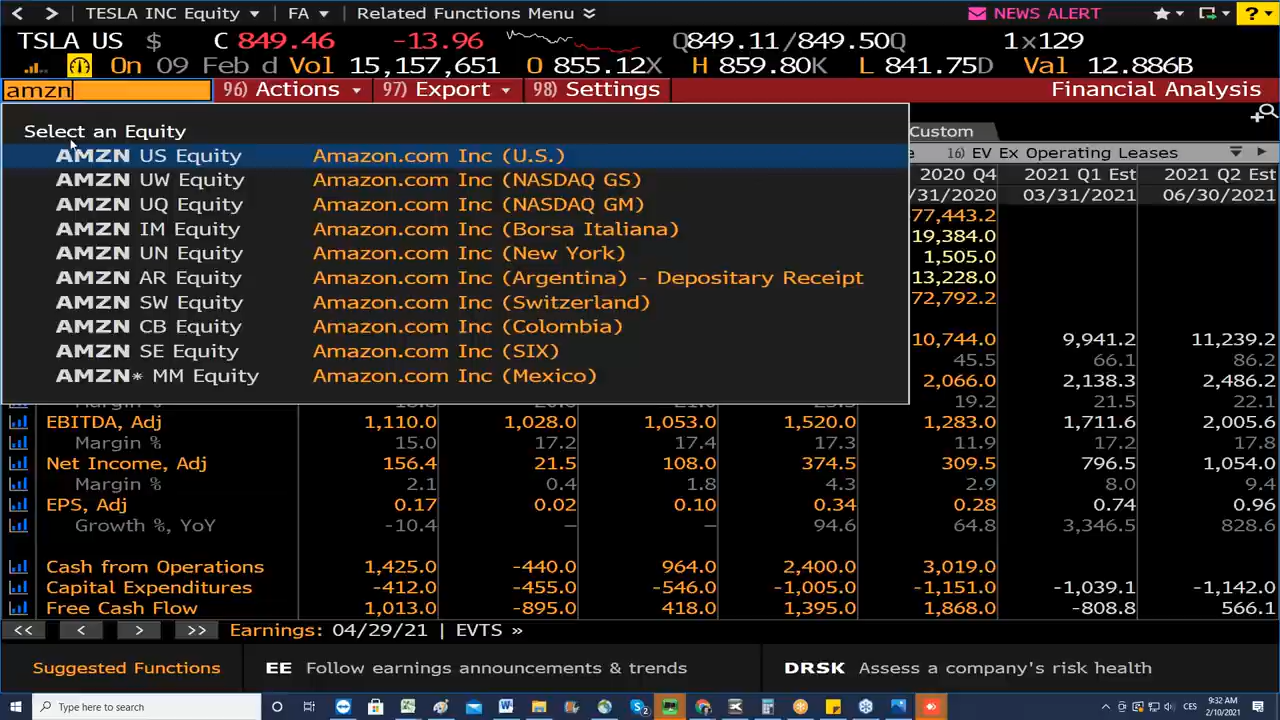 < > TESLA INC Equity FA Related Functions Menu NEWS ALERT ?
TSLA US $ C 849.46 -13.96 Q849.11/849.50Q 1×129
On 09 Feb d Vol 15,157,651 O 855.12X H 859.80K L 841.75D Val 12.886B
amzn 96) Actions 97) Export 98) Settings Financial Analysis
Select an Equity Custom
AMZN US Equity Amazon.com Inc (U.S.) 16) EV Ex Operating Leases
AMZN UW Equity Amazon.com Inc (NASDAQ GS) 2020 Q4 2021 Q1 Est 2021 Q2 Est
/31/2020 03/31/2021 06/30/2021
AMZN UQ Equity Amazon.com Inc (NASDAQ GM) 77,443.2
AMZN IM Equity Amazon.com Inc (Borsa Italiana) 19,384.0
AMZN UN Equity Amazon.com Inc (New York) 1,505.0
AMZN AR Equity Amazon.com Inc (Argentina) - Depositary Receipt 13,228.0
AMZN SW Equity Amazon.com Inc (Switzerland) 72,792.2
AMZN CB Equity Amazon.com Inc (Colombia) 10,744.0 9,941.2 11,239.2
AMZN SE Equity Amazon.com Inc (SIX) 45.5 66.1 86.2
AMZN* MM Equity Amazon.com Inc (Mexico) 2,066.0 2,138.3 2,486.2
19.2 21.5 22.1
EBITDA, Adj 1,110.0 1,028.0 1,053.0 1,520.0 1,283.0 1,711.6 2,005.6
Margin % 15.0 17.2 17.4 17.3 11.9 17.2 17.8
Net Income, Adj 156.4 21.5 108.0 374.5 309.5 796.5 1,054.0
Margin % 2.1 0.4 1.8 4.3 2.9 8.0 9.4
EPS, Adj 0.17 0.02 0.10 0.34 0.28 0.74 0.96
Growth %, YoY -10.4 — — 94.6 64.8 3,346.5 828.6
Cash from Operations 1,425.0 -440.0 964.0 2,400.0 3,019.0
Capital Expenditures -412.0 -455.0 -546.0 -1,005.0 -1,151.0 -1,039.1 -1,142.0
Free Cash Flow 1,013.0 -895.0 418.0 1,395.0 1,868.0 -808.8 566.1
<< < > >> Earnings: 04/29/21 | EVTS »
Suggested Functions EE Follow earnings announcements & trends DRSK Assess a company's risk health
Type here to search CES 9:32 AM
2/10/2021